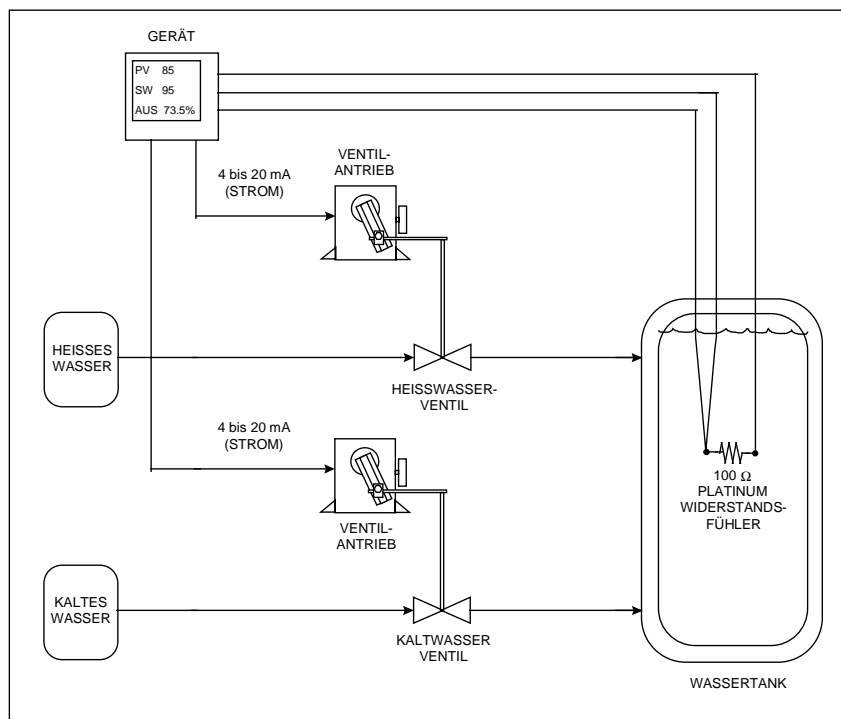 GERÄT
PV 85
SW 95
AUS 73.5%
4 bis 20 mA
(STROM)
VENTIL-
ANTRIEB
HEISSES
WASSER
HEISSWASSER-
VENTIL
4 bis 20 mA
(STROM)
VENTIL-
ANTRIEB
100 Ω
PLATINUM
WIDERSTANDS-
FÜHLER
KALTES
WASSER
KALTWASSER
VENTIL
WASSERTANK